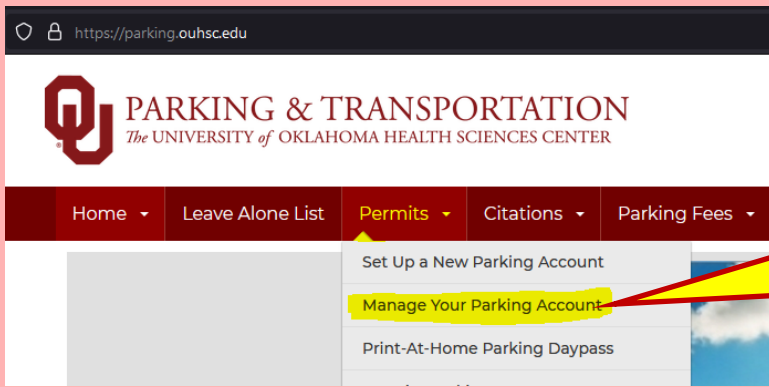 https://parking.ouhsc.edu
PARKING & TRANSPORTATION
The UNIVERSITY of OKLAHOMA HEALTH SCIENCES CENTER
Home Leave Alone List Permits Citations Parking Fees
Set Up a New Parking Account
Manage Your Parking Account
Print-At-Home Parking Daypass